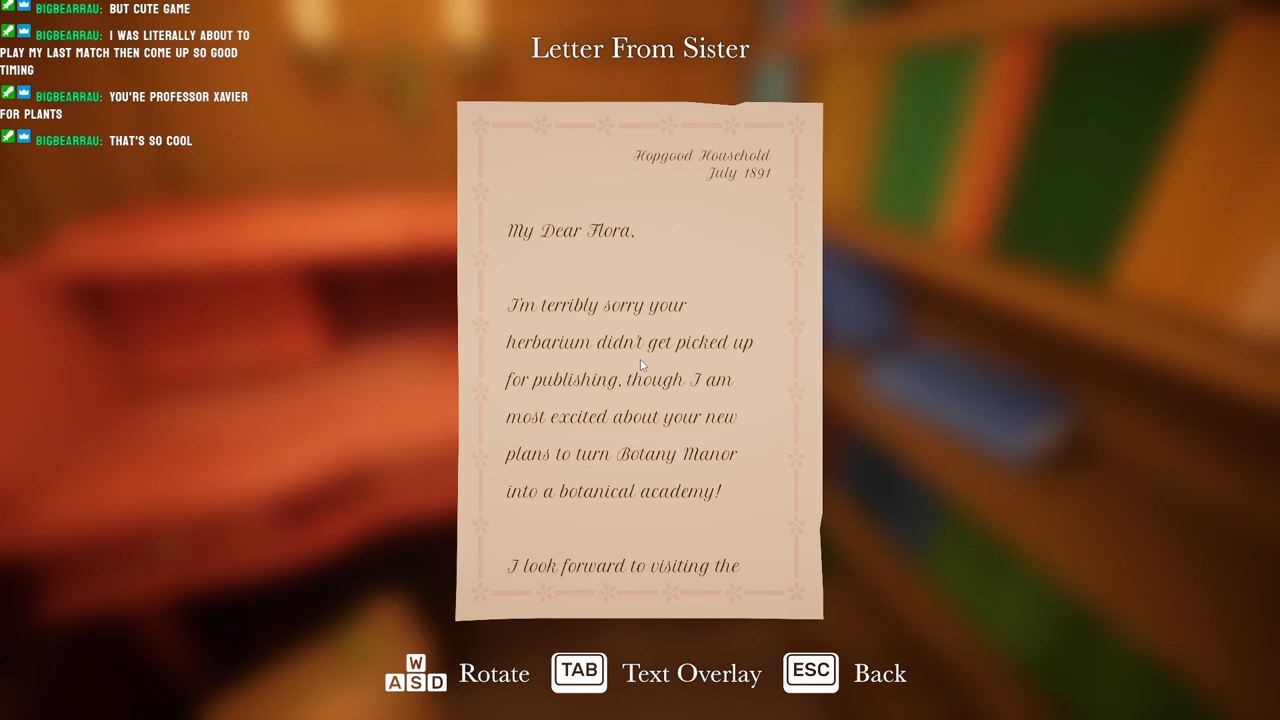 BIGBEARRAU: BUT CUTE GAME
BIGBEARRAU: I WAS LITERALLY ABOUT TO
PLAY MY LAST MATCH THEN COME UP SO GOOD
TIMING
BIGBEARRAU: YOU'RE PROFESSOR XAVIER
FOR PLANTS
BIGBEARRAU: THAT'S SO COOL
Letter From Sister
Hopgood Household
July 1891
My Dear Flora,
I'm terribly sorry your
herbarium didn't get picked up
for publishing, though I am
most excited about your new
plans to turn Botany Manor
into a botanical academy!
I look forward to visiting the
W
A S D Rotate TAB Text Overlay ESC Back